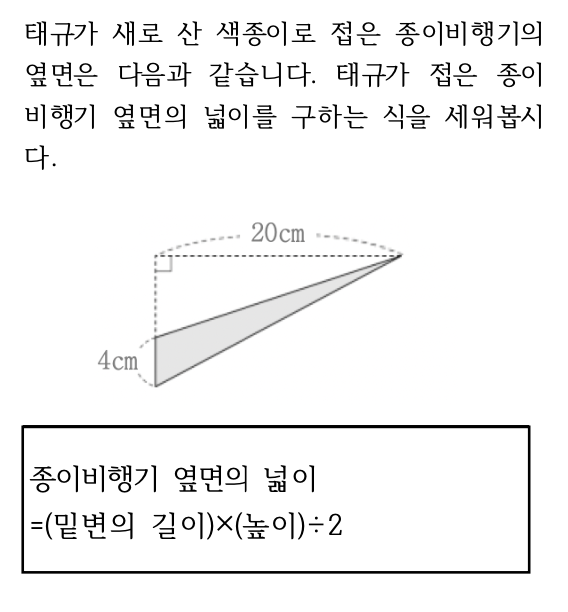 태규가 새로 산 색종이로 접은 종이비행기의
옆면은 다음과 같습니다. 태규가 접은 종이
비행기 옆면의 넓이를 구하는 식을 세워봅시
다.
20cm
4cm
종이비행기 옆면의 넓이
=(밑변의 길이)×(높이)÷2